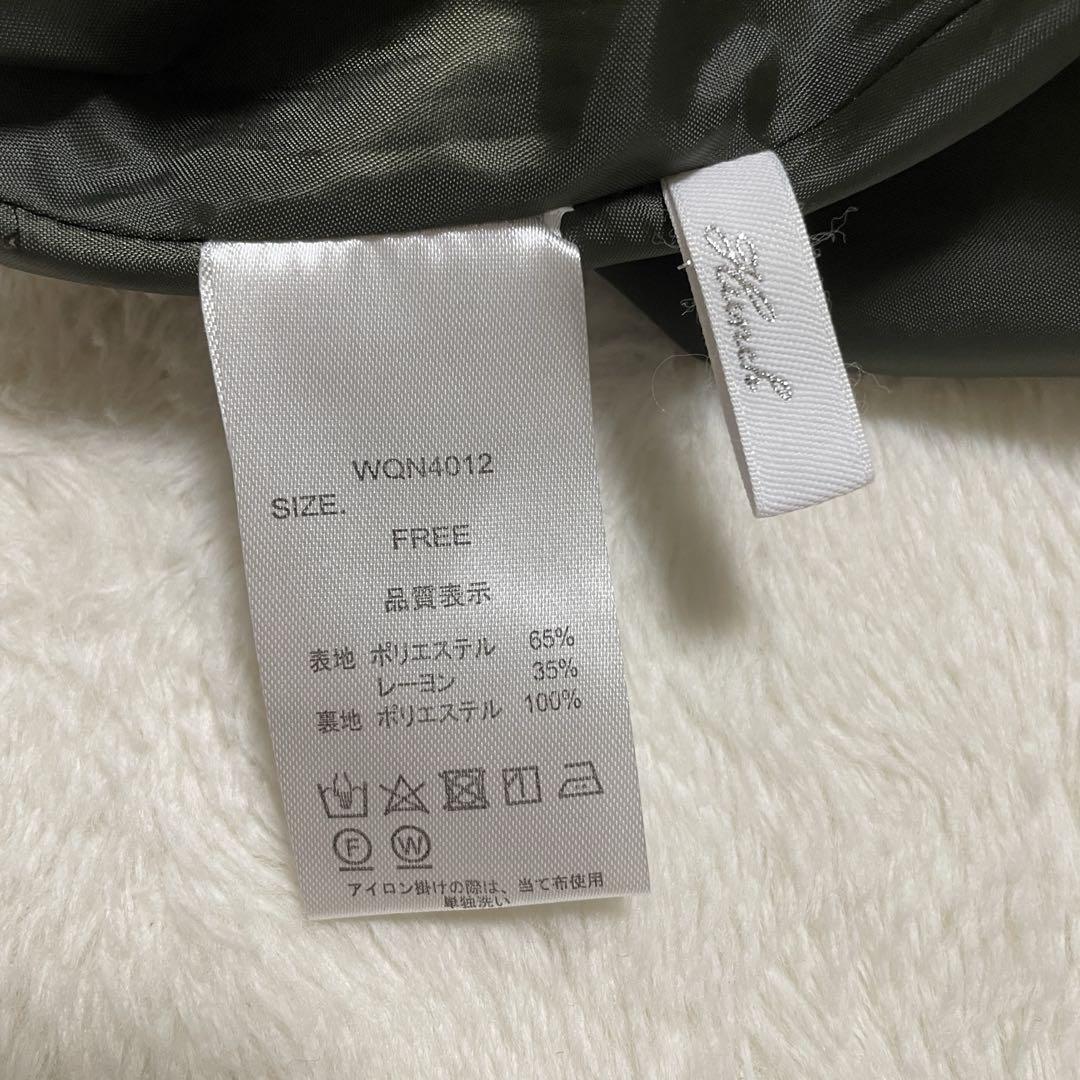 WQN4012
SIZE.
FREE
品質表示
表地 ポリエステル 65%
レーヨン 35%
裏地 ポリエステル 100%
F W
アイロン掛けの際は、当て布使用
単独洗い